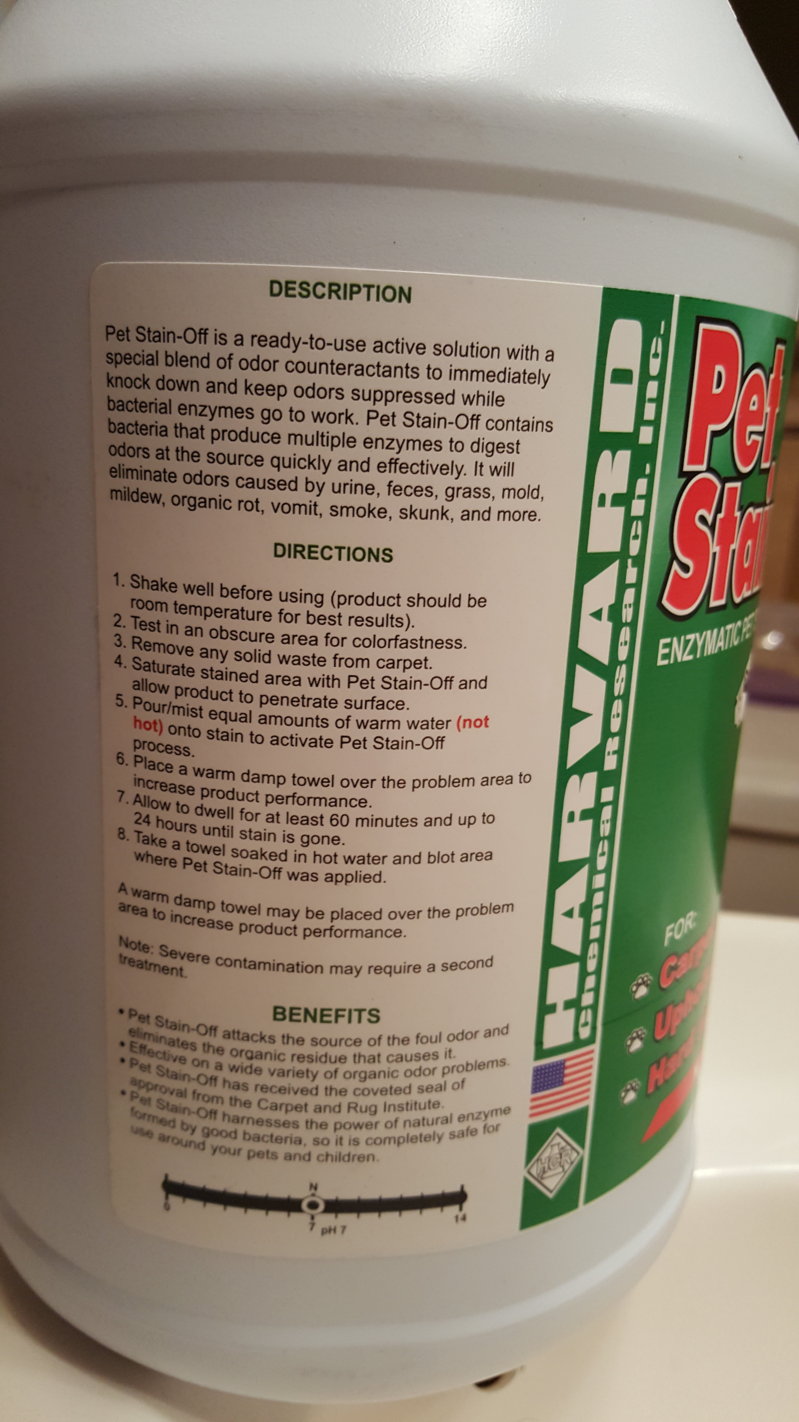 DESCRIPTION
Pet Stain-Off is a ready-to-use active solution with a
special blend of odor counteractants to immediately
knock down and keep odors suppressed while
bacterial enzymes go to work. Pet Stain-Off contains
bacteria that produce multiple enzymes to digest
odors at the source quickly and effectively. It will
eliminate odors caused by urine, feces, grass, mold,
mildew, organic rot, vomit, smoke, skunk, and more.
DIRECTIONS
1. Shake well before using (product should be
room temperature for best results).
2. Test in an obscure area for colorfastness.
3. Remove any solid waste from carpet.
4. Saturate stained area with Pet Stain-Off and
allow product to penetrate surface.
5. Pour/mist equal amounts of warm water (not
hot) onto stain to activate Pet Stain-Off
process.
6. Place a warm damp towel over the problem area to
increase product performance.
7. Allow to dwell for at least 60 minutes and up to
24 hours until stain is gone.
8. Take a towel soaked in hot water and blot area
where Pet Stain-Off was applied.
A warm damp towel may be placed over the problem
area to increase product performance.
Note: Severe contamination may require a second
treatment.
BENEFITS
• Pet Stain-Off attacks the source of the foul odor and
eliminates the organic residue that causes it.
• Effective on a wide variety of organic odor problems.
• Pet Stain-Off has received the coveted seal of
approval from the Carpet and Rug Institute.
• Pet Stain-Off harnesses the power of natural enzyme
formed by good bacteria, so it is completely safe for
use around your pets and children.
N
0 7 pH 7 14
HARVARD
Chemical Research, Inc.
HCR
Pet
ENZYMATIC
FOR: